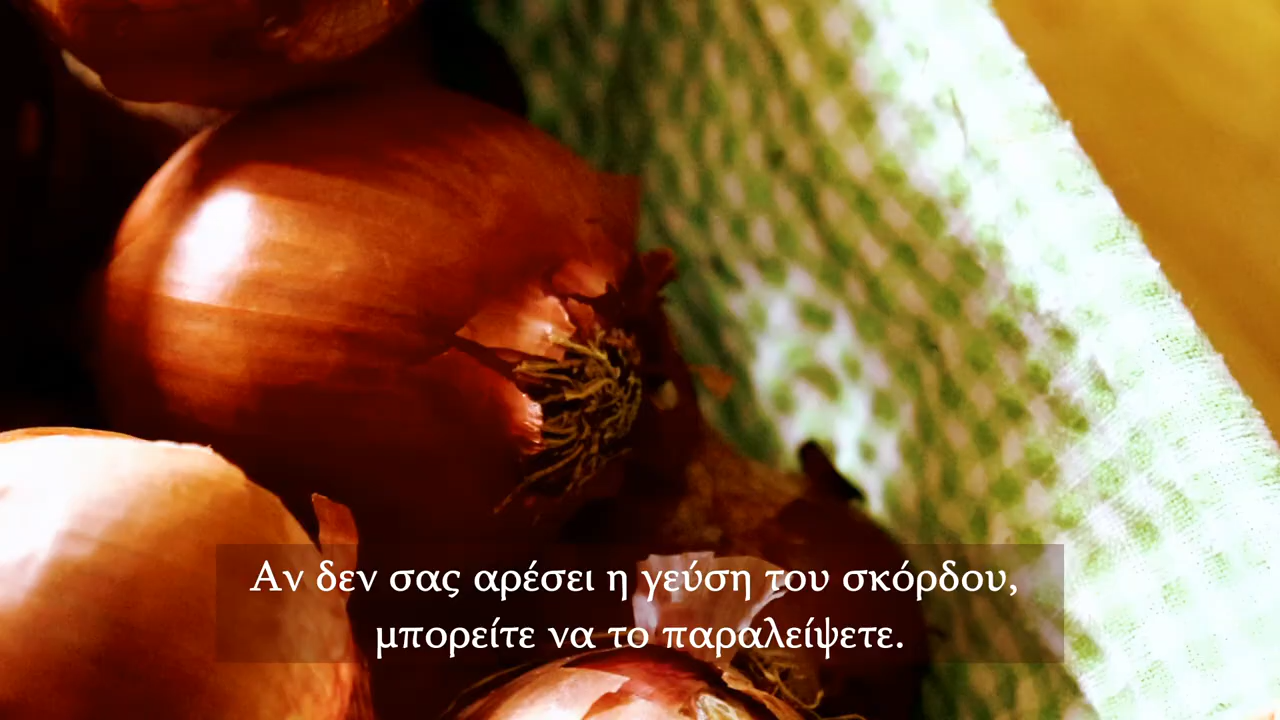 Αν δεν σας αρέσει η γεύση του σκόρδου,
μπορείτε να το παραλείψετε.